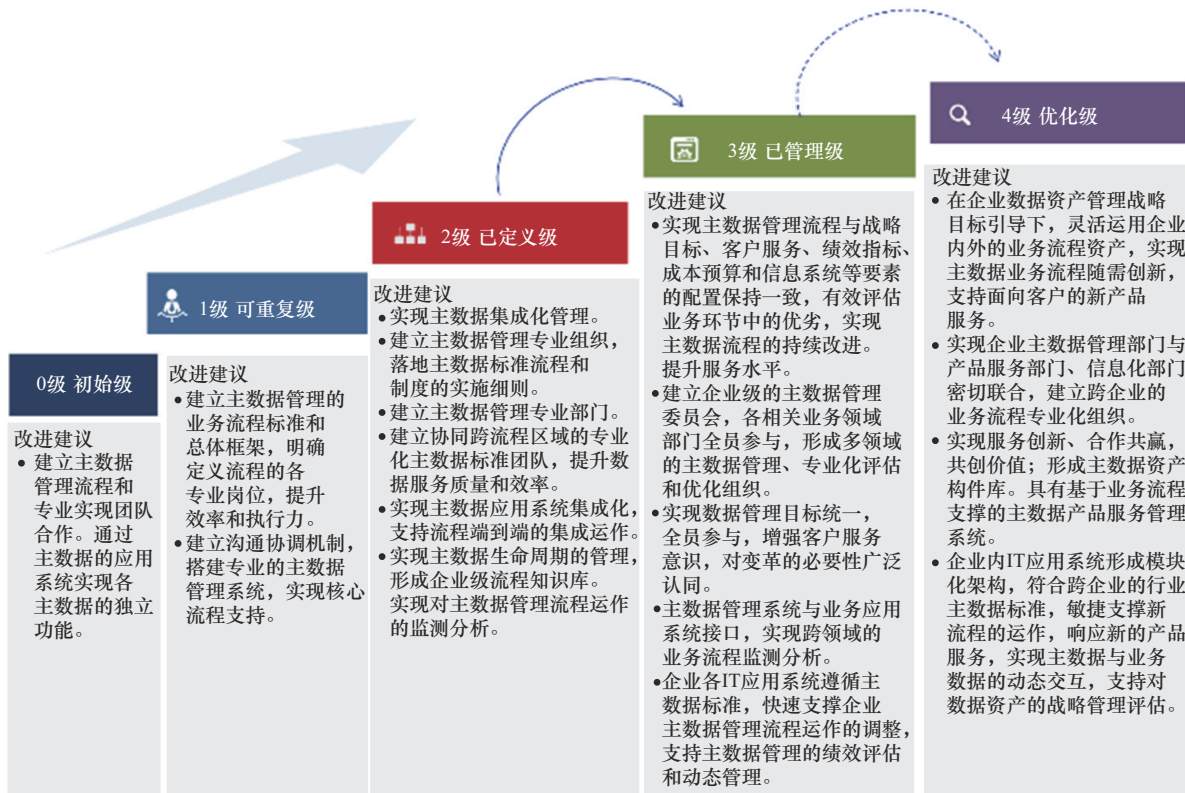 0级 初始级
改进建议
• 建立主数据
管理流程和
专业实现团队
合作。通过
主数据的应用
系统实现各
主数据的独立
功能。
1级 可重复级
改进建议
•建立主数据管理的
业务流程标准和
总体框架，明确
定义流程的各
专业岗位，提升
效率和执行力。
•建立沟通协调机制，
搭建专业的主数据
管理系统，实现核心
流程支持。
2级 已定义级
改进建议
•实现主数据集成化管理。
•建立主数据管理专业组织，
落地主数据标准流程和
制度的实施细则。
•建立主数据管理专业部门。
•建立协同跨流程区域的专业
化主数据标准团队，提升数
据服务质量和效率。
•实现主数据应用系统集成化，
支持流程端到端的集成运作。
•实现主数据生命周期的管理，
形成企业级流程知识库。
实现对主数据管理流程运作
的监测分析。
3级 已管理级
改进建议
•实现主数据管理流程与战略
目标、客户服务、绩效指标、
成本预算和信息系统等要素
的配置保持一致，有效评估
业务环节中的优劣，实现
主数据流程的持续改进。
提升服务水平。
•建立企业级的主数据管理
委员会，各相关业务领域
部门全员参与，形成多领域
的主数据管理、专业化评估
和优化组织。
•实现数据管理目标统一，
全员参与，增强客户服务
意识，对变革的必要性广泛
认同。
•主数据管理系统与业务应用
系统接口，实现跨领域的
业务流程监测分析。
•企业各IT应用系统遵循主
数据标准，快速支撑企业
主数据管理流程运作的调整，
支持主数据管理的绩效评估
和动态管理。
4级 优化级
改进建议
• 在企业数据资产管理战略
目标引导下，灵活运用企业
内外的业务流程资产，实现
主数据业务流程随需创新，
支持面向客户的新产品
服务。
• 实现企业主数据管理部门与
产品服务部门、信息化部门
密切联合，建立跨企业的
业务流程专业化组织。
• 实现服务创新、合作共赢，
共创价值；形成主数据资产
构件库。具有基于业务流程
支撑的主数据产品服务管理
系统。
• 企业内IT应用系统形成模块
化架构，符合跨企业的行业
主数据标准，敏捷支撑新
流程的运作，响应新的产品
服务，实现主数据与业务
数据的动态交互，支持对
数据资产的战略管理评估。